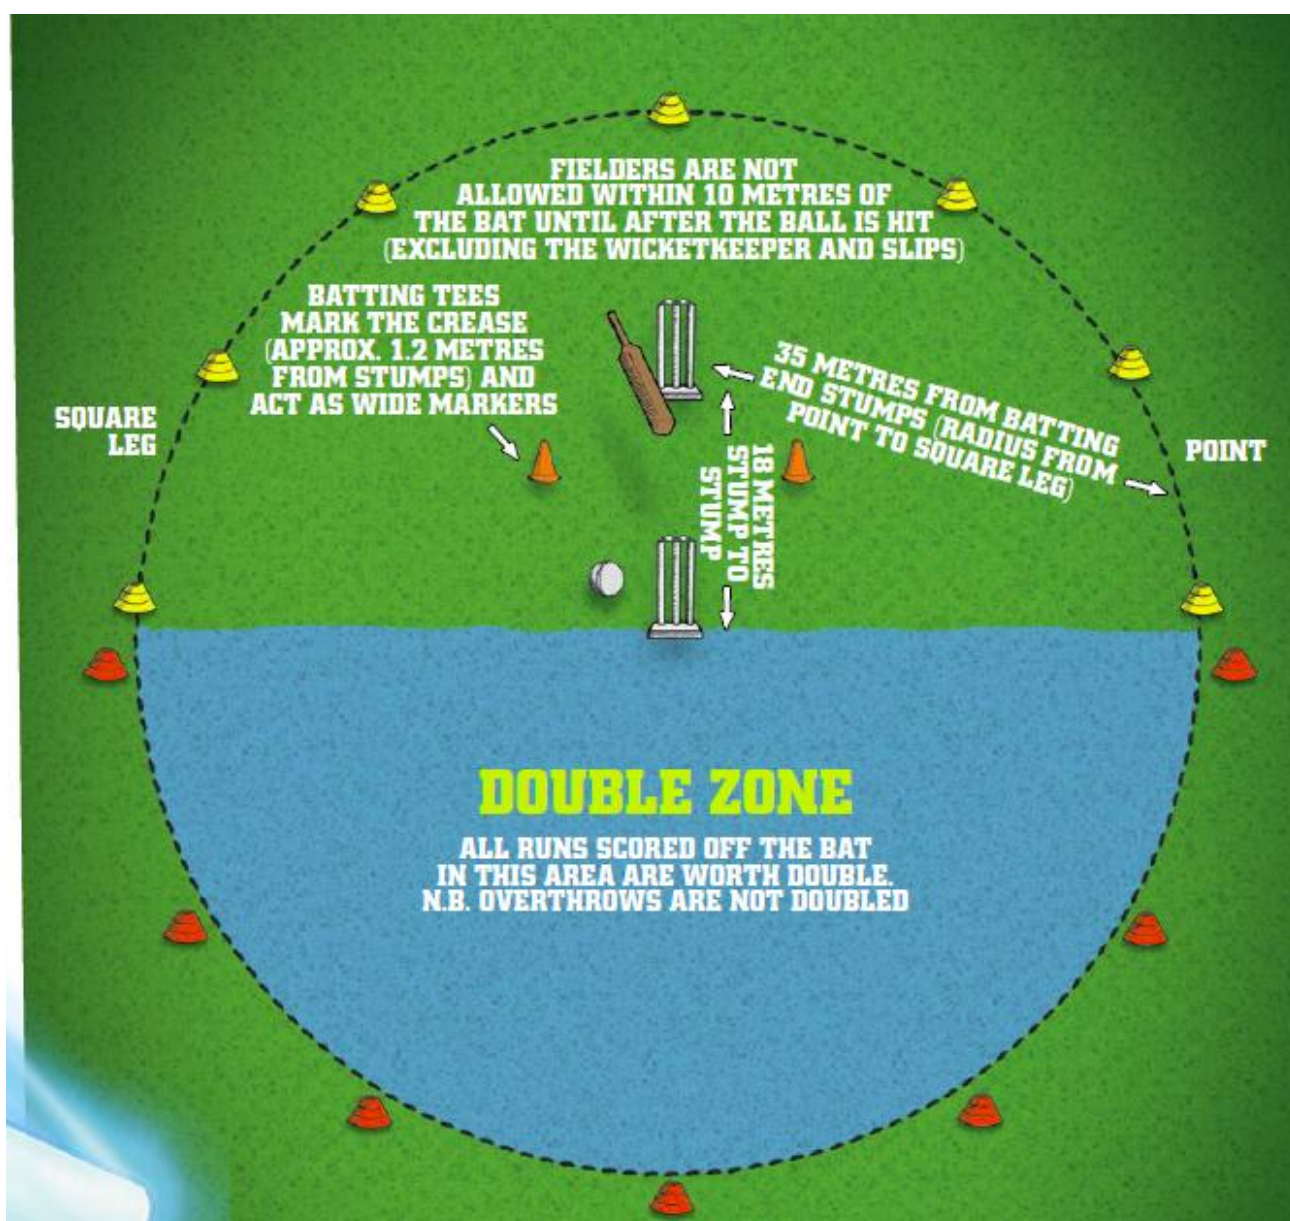 FIELDERS ARE NOT
ALLOWED WITHIN 10 METRES OF
THE BAT UNTIL AFTER THE BALL IS HIT
(EXCLUDING THE WICKETKEEPER AND SLIPS)
BATTING TEES
MARK THE CREASE
(APPROX. 1.2 METRES
FROM STUMPS) AND
ACT AS WIDE MARKERS
35 METRES FROM BATTING
END STUMPS (RADIUS FROM
POINT TO SQUARE LEG)
SQUARE
LEG
POINT
18 METRES
STUMP TO
STUMP
DOUBLE ZONE
ALL RUNS SCORED OFF THE BAT
IN THIS AREA ARE WORTH DOUBLE.
N.B. OVERTHROWS ARE NOT DOUBLED